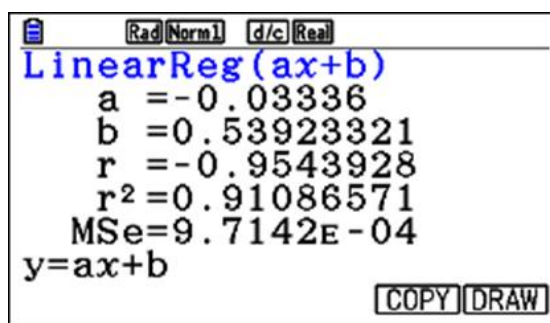 Rad Norm1 d/c Real
LinearReg(ax+b)
a =-0.03336
b =0.53923321
r =-0.9543928
r²=0.91086571
MSe=9.7142ᴇ-04
y=ax+b
COPY DRAW